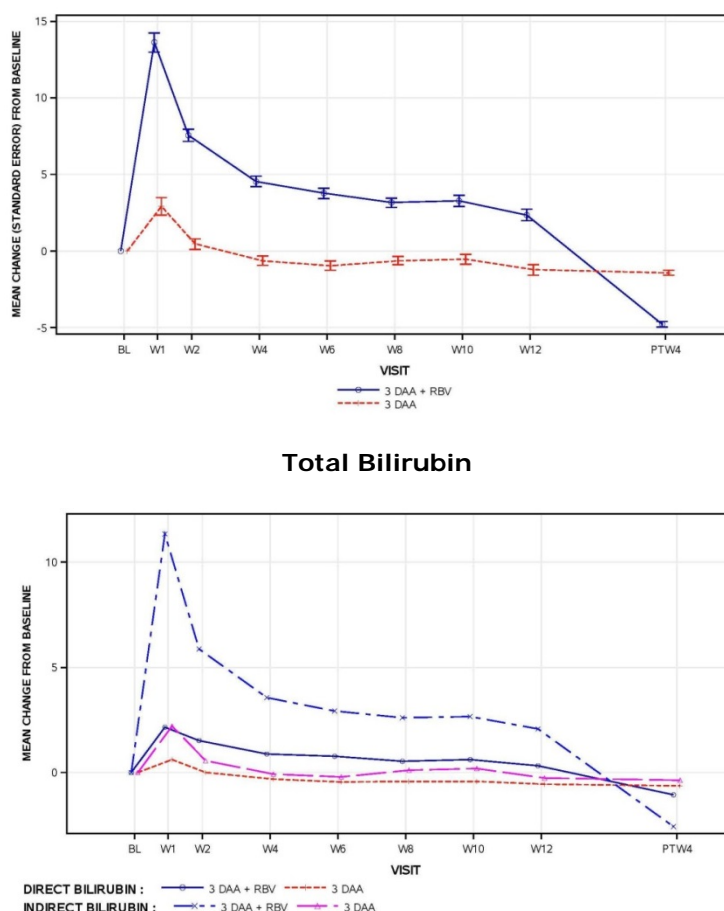 MEAN CHANGE (STANDARD ERROR) FROM BASELINE
15
10
5
0
-5
BL W1 W2 W4 W6 W8 W10 W12 PTW4
VISIT
3 DAA + RBV
3 DAA
Total Bilirubin
MEAN CHANGE FROM BASELINE
10
5
0
BL W1 W2 W4 W6 W8 W10 W12 PTW4
VISIT
DIRECT BILIRUBIN : 3 DAA + RBV 3 DAA
INDIRECT BILIRUBIN : 3 DAA + RBV 3 DAA